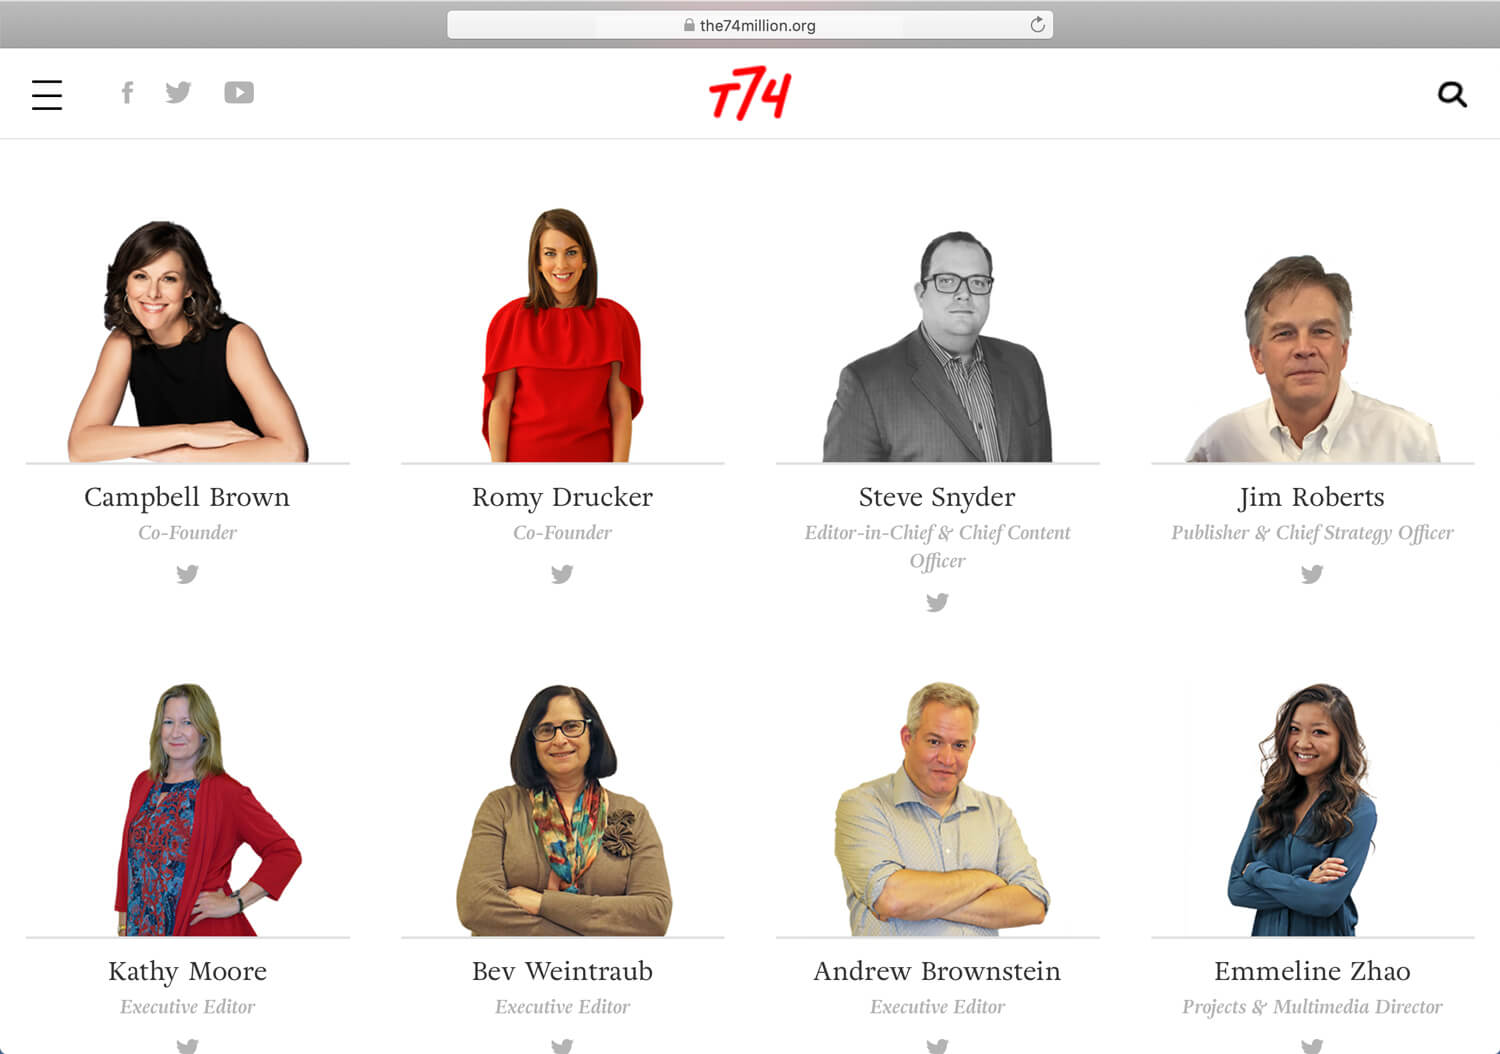 the74million.org
T74
Campbell Brown
Co-Founder
Romy Drucker
Co-Founder
Steve Snyder
Editor-in-Chief & Chief Content
Officer
Jim Roberts
Publisher & Chief Strategy Officer
Kathy Moore
Executive Editor
Bev Weintraub
Executive Editor
Andrew Brownstein
Executive Editor
Emmeline Zhao
Projects & Multimedia Director